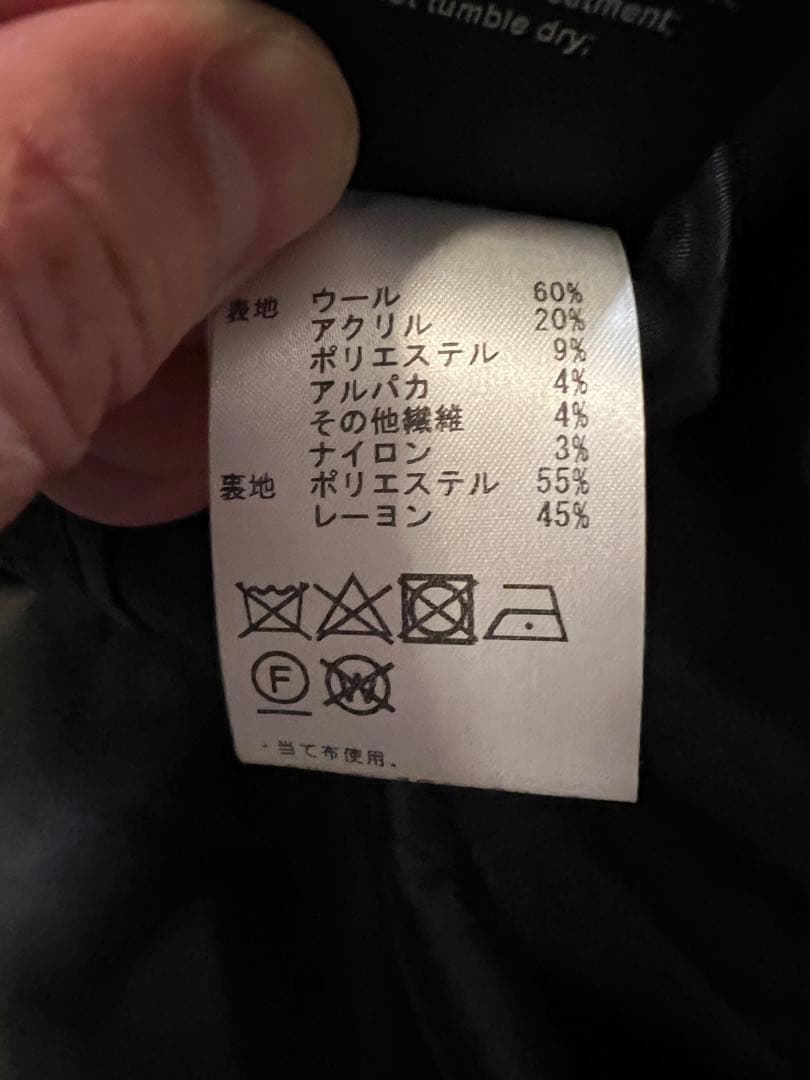 tumble dry;
表地 ウール 60%
アクリル 20%
ポリエステル 9%
アルパカ 4%
その他繊維 4%
ナイロン 3%
裏地 ポリエステル 55%
レーヨン 45%
F W
・当て布使用．